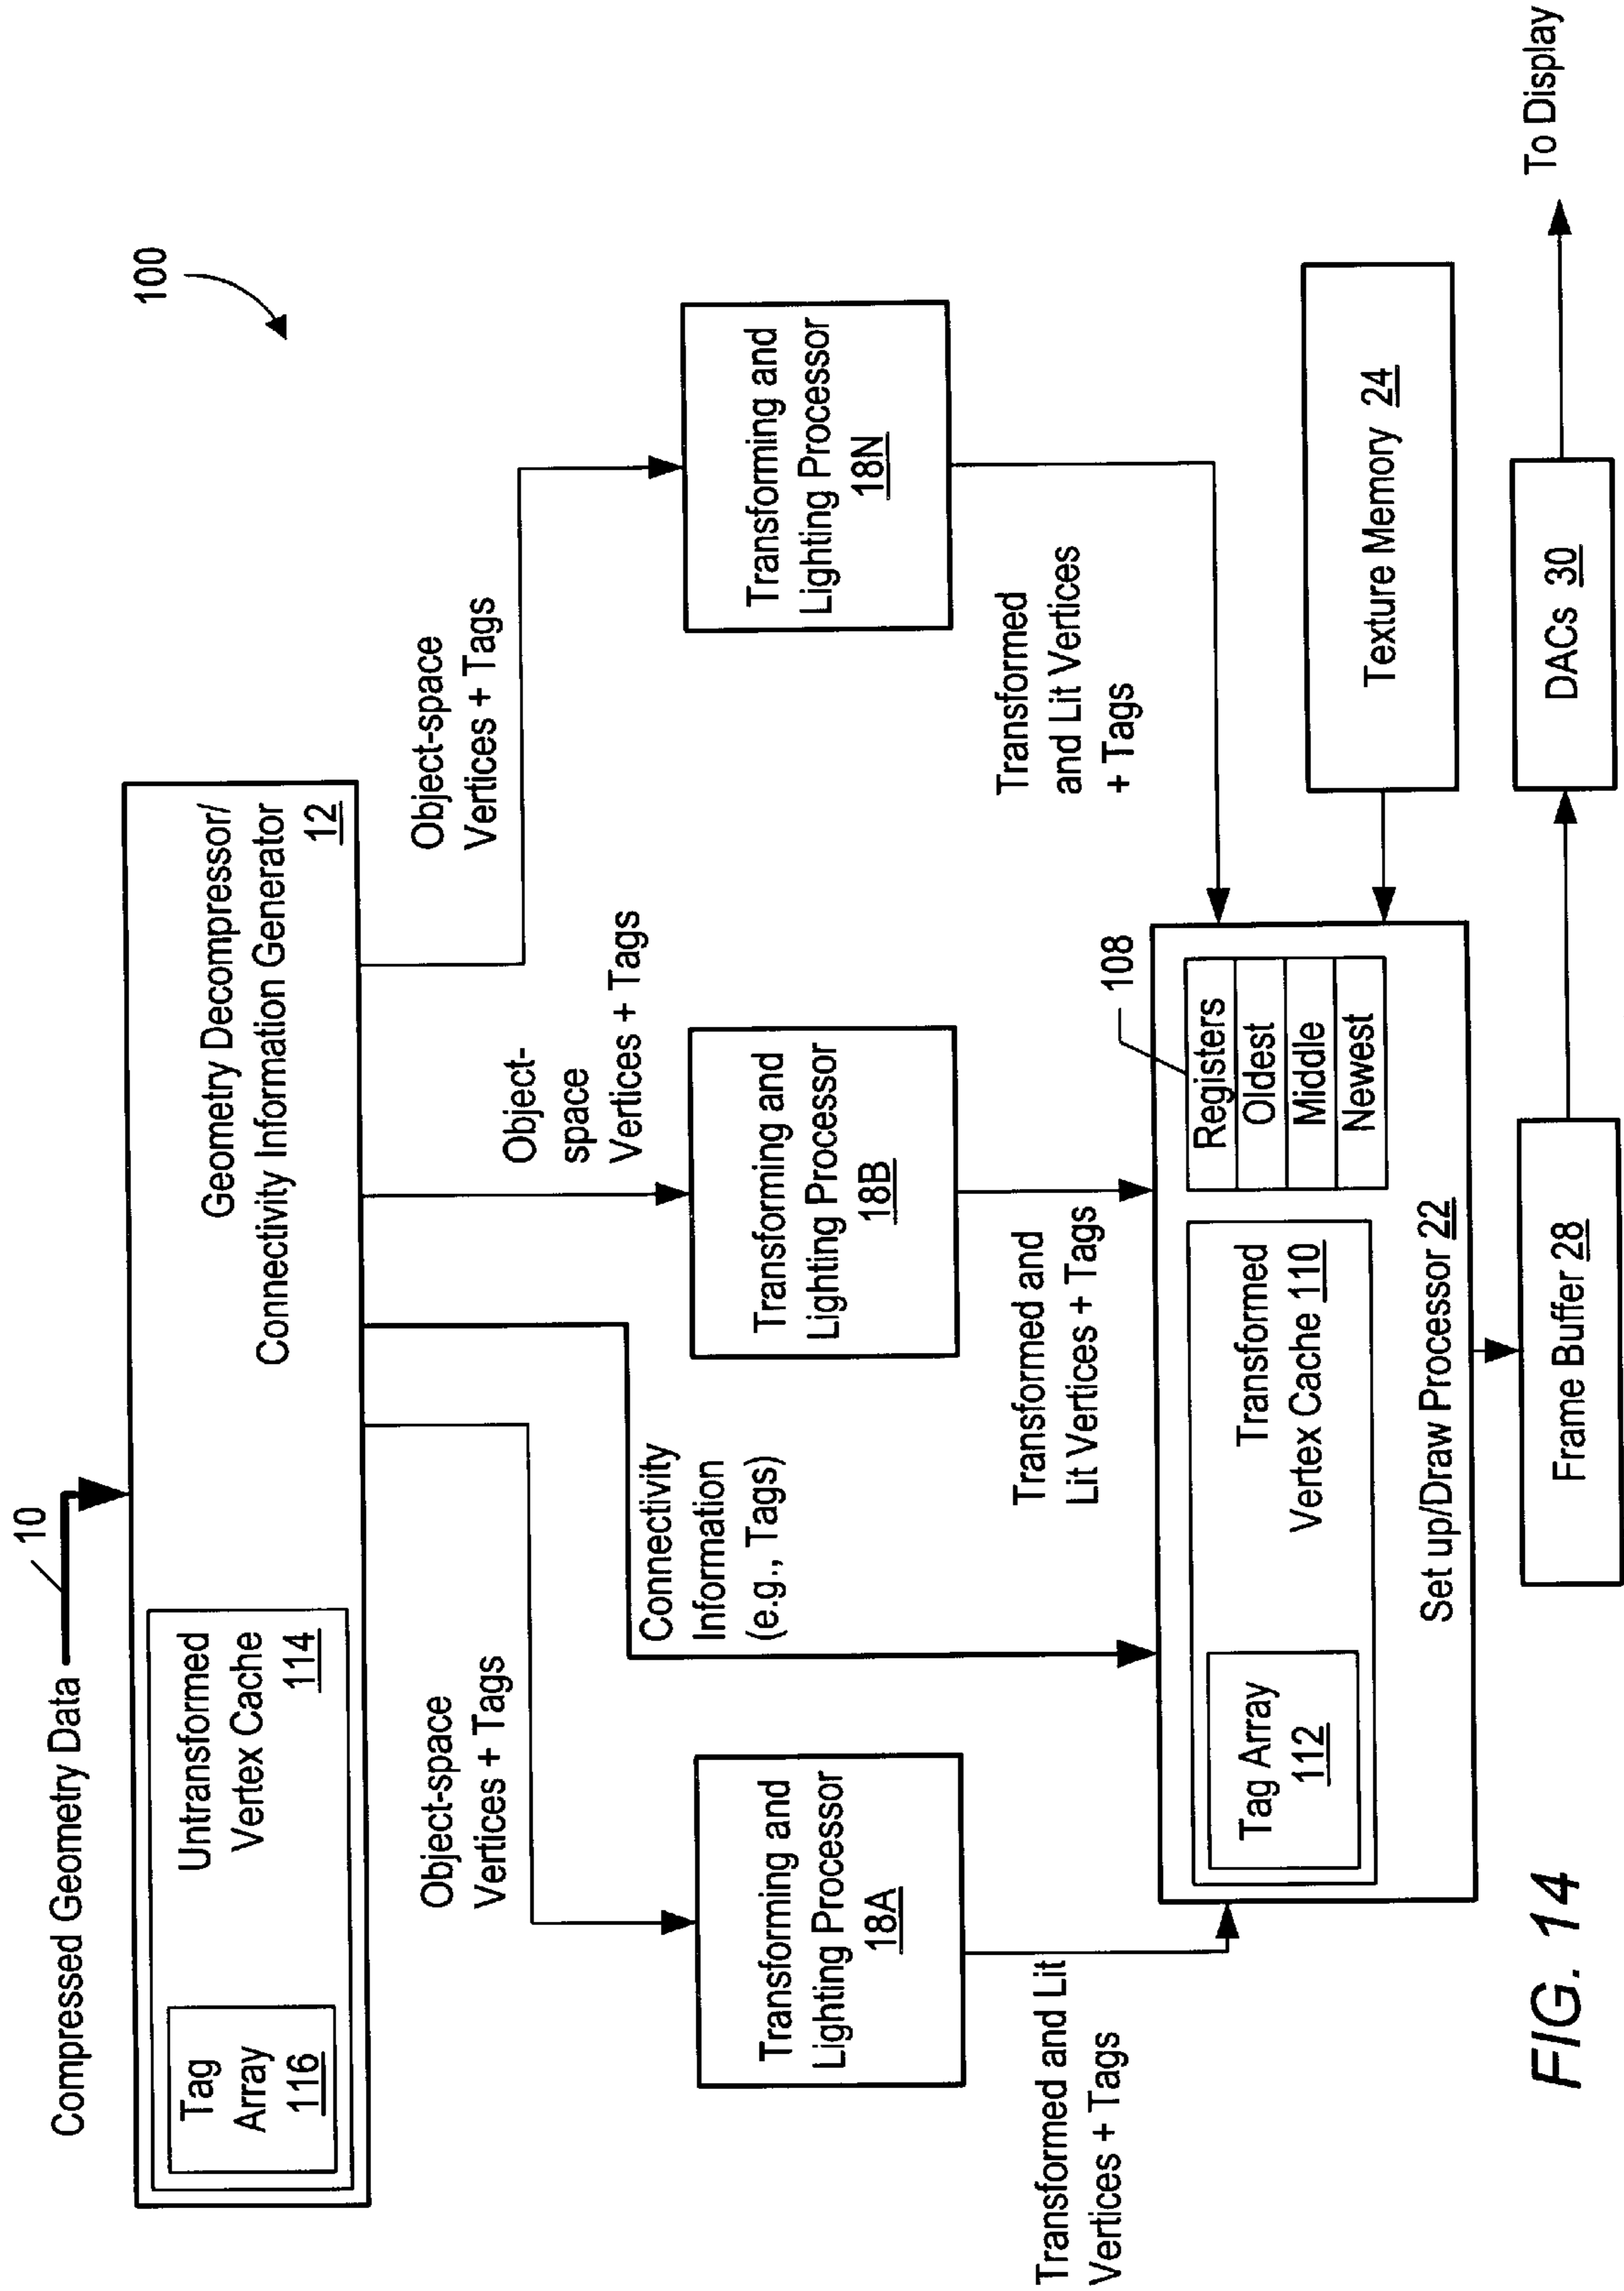 100
10
Compressed Geometry Data
Tag
Array
116
Untransformed
Vertex Cache
114
Geometry Decompressor/
Connectivity Information Generator
12
Object-space
Vertices + Tags
Connectivity
Information
(e.g., Tags)
Object-
space
Vertices + Tags
Object-space
Vertices + Tags
Transforming and
Lighting Processor
18A
Transforming and
Lighting Processor
18B
Transforming and
Lighting Processor
18N
Transformed and Lit
Vertices + Tags
Transformed and
Lit Vertices + Tags
Transformed
and Lit Vertices
+ Tags
108
Tag Array
112
Transformed
Vertex Cache 110
Registers
Oldest
Middle
Newest
Set up/Draw Processor 22
Texture Memory 24
Frame Buffer 28
DACs 30
To Display
FIG. 14